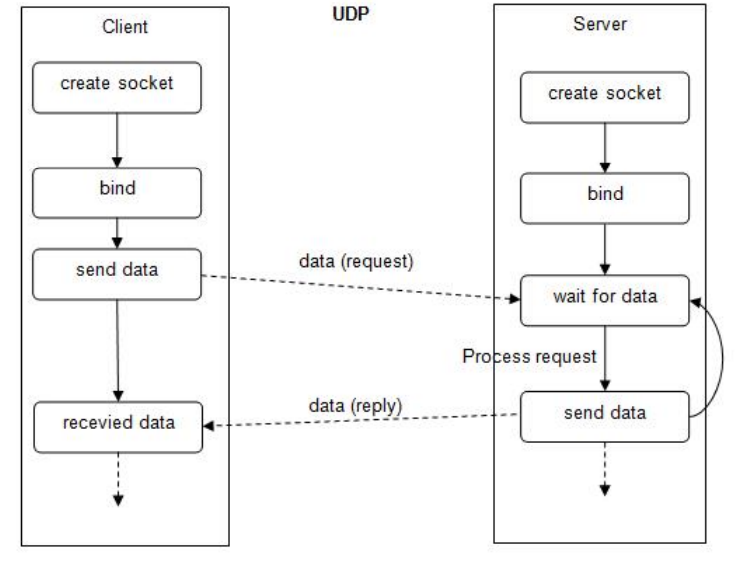 UDP
Client
create socket
bind
send data
recevied data
data (request)
data (reply)
Server
create socket
bind
wait for data
Process request
send data